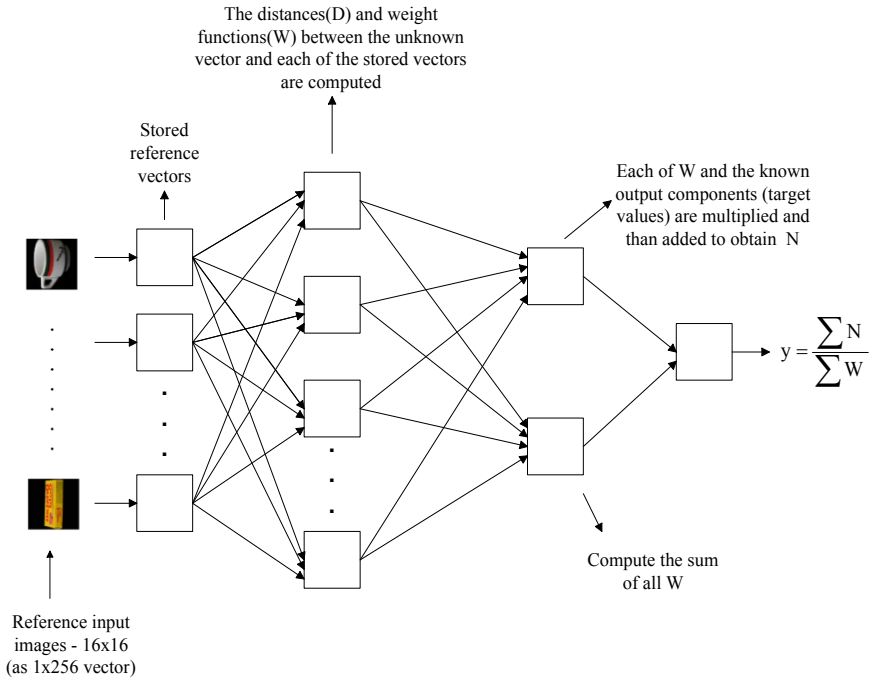 The distances(D) and weight
functions(W) between the unknown
vector and each of the stored vectors
are computed
Stored
reference
vectors
Each of W and the known
output components (target
values) are multiplied and
than added to obtain N
y = ∑ N / ∑ W
Compute the sum
of all W
Reference input
images - 16x16
(as 1x256 vector)